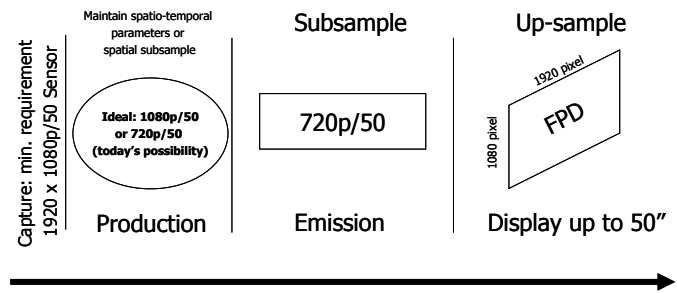 Capture: min. requirement
1920 x 1080p/50 Sensor
Maintain spatio-temporal
parameters or
spatial subsample
Ideal: 1080p/50
or 720p/50
(today's possibility)
Production
Subsample
720p/50
Emission
Up-sample
1920 pixel
1080 pixel
FPD
Display up to 50”